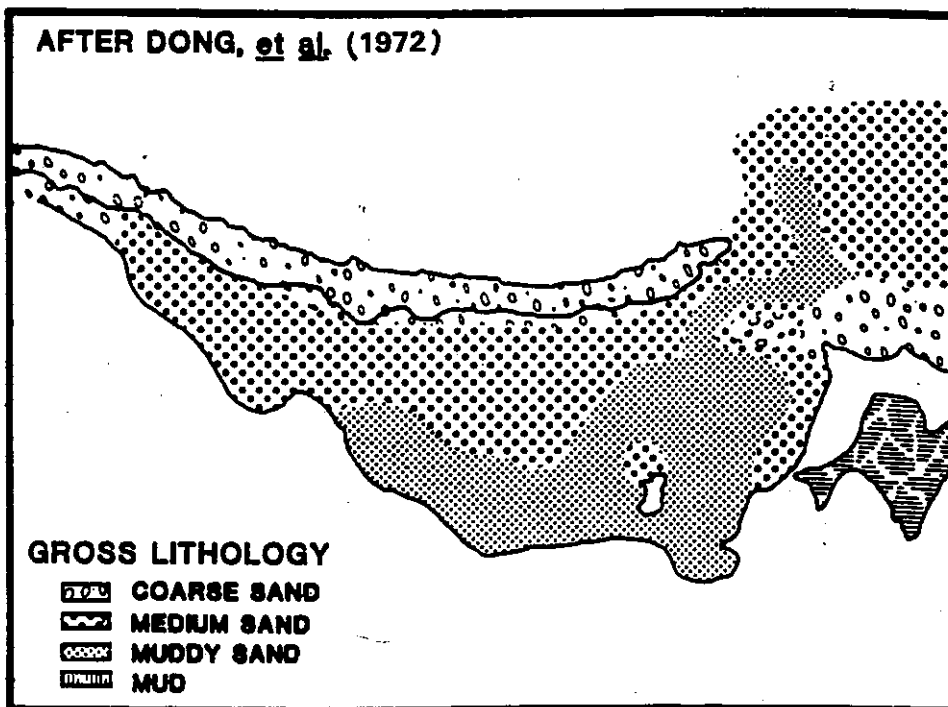 AFTER DONG, et al. (1972)
GROSS LITHOLOGY
COARSE SAND
MEDIUM SAND
MUDDY SAND
MUD